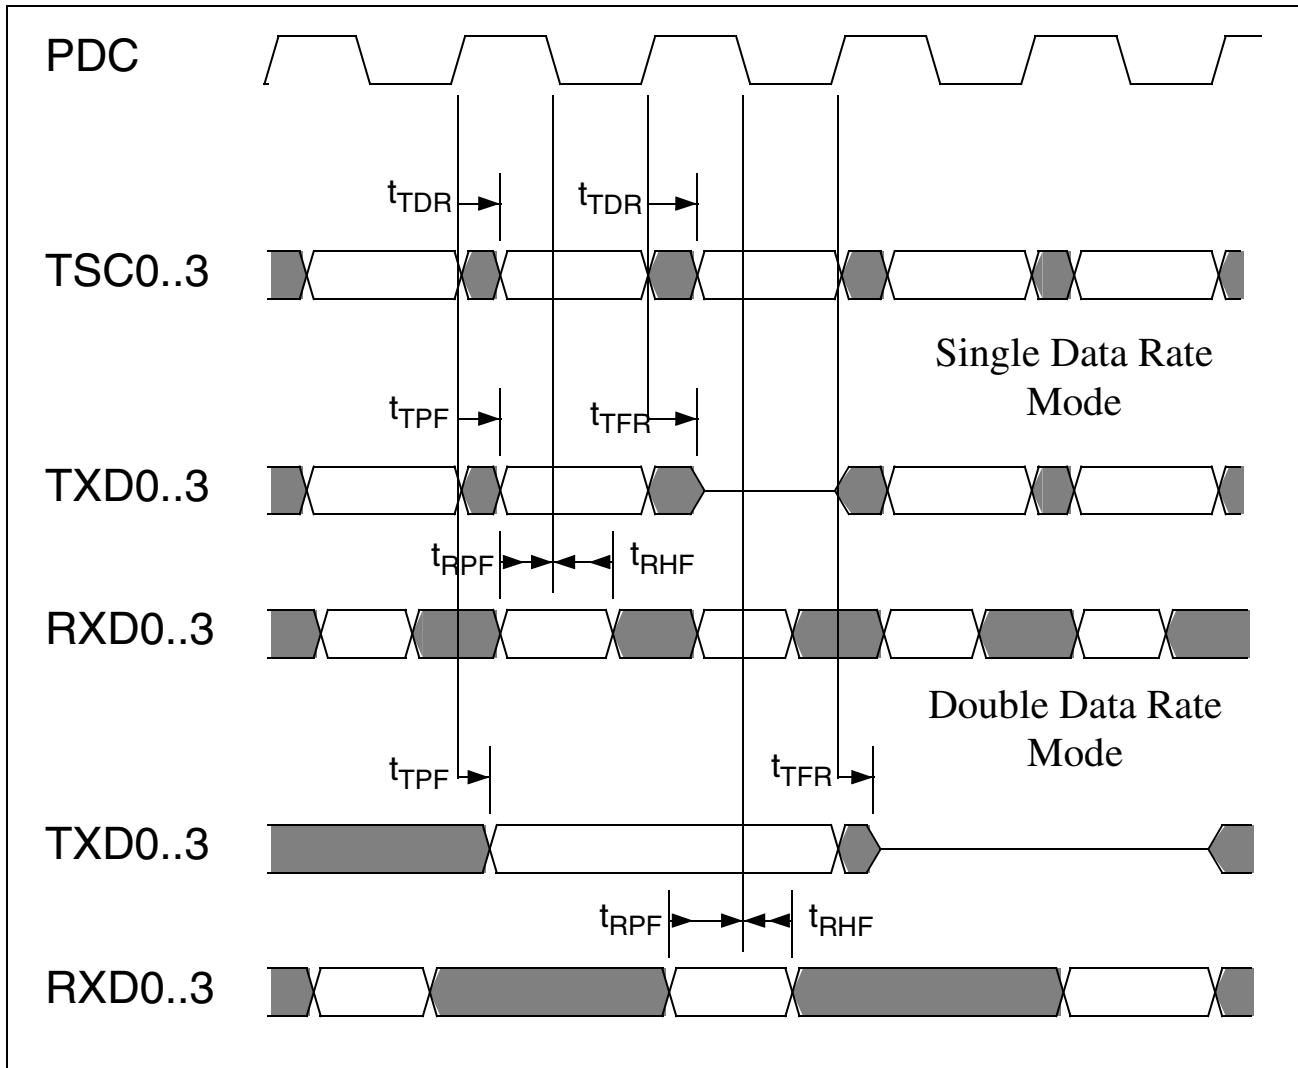 PDC
tTDR tTDR
TSC0..3
Single Data Rate
Mode
tTPF tTFR
TXD0..3
tRPF tRHF
RXD0..3
Double Data Rate
Mode
tTPF tTFR
TXD0..3
tRPF tRHF
RXD0..3